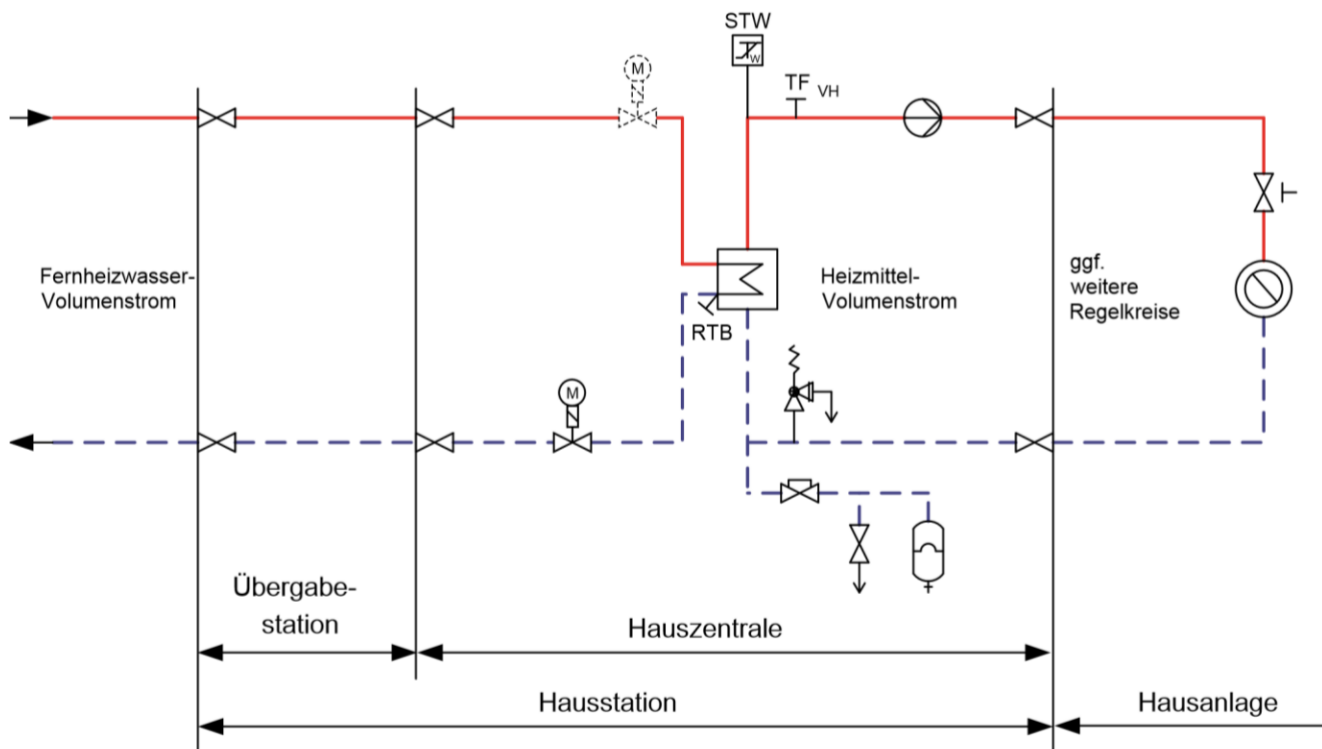 STW
W
M
TF VH
Fernheizwasser-
Volumenstrom
Heizmittel-
Volumenstrom
ggf.
weitere
Regelkreise
RTB
M
Übergabe-
station
Hauszentrale
Hausstation
Hausanlage